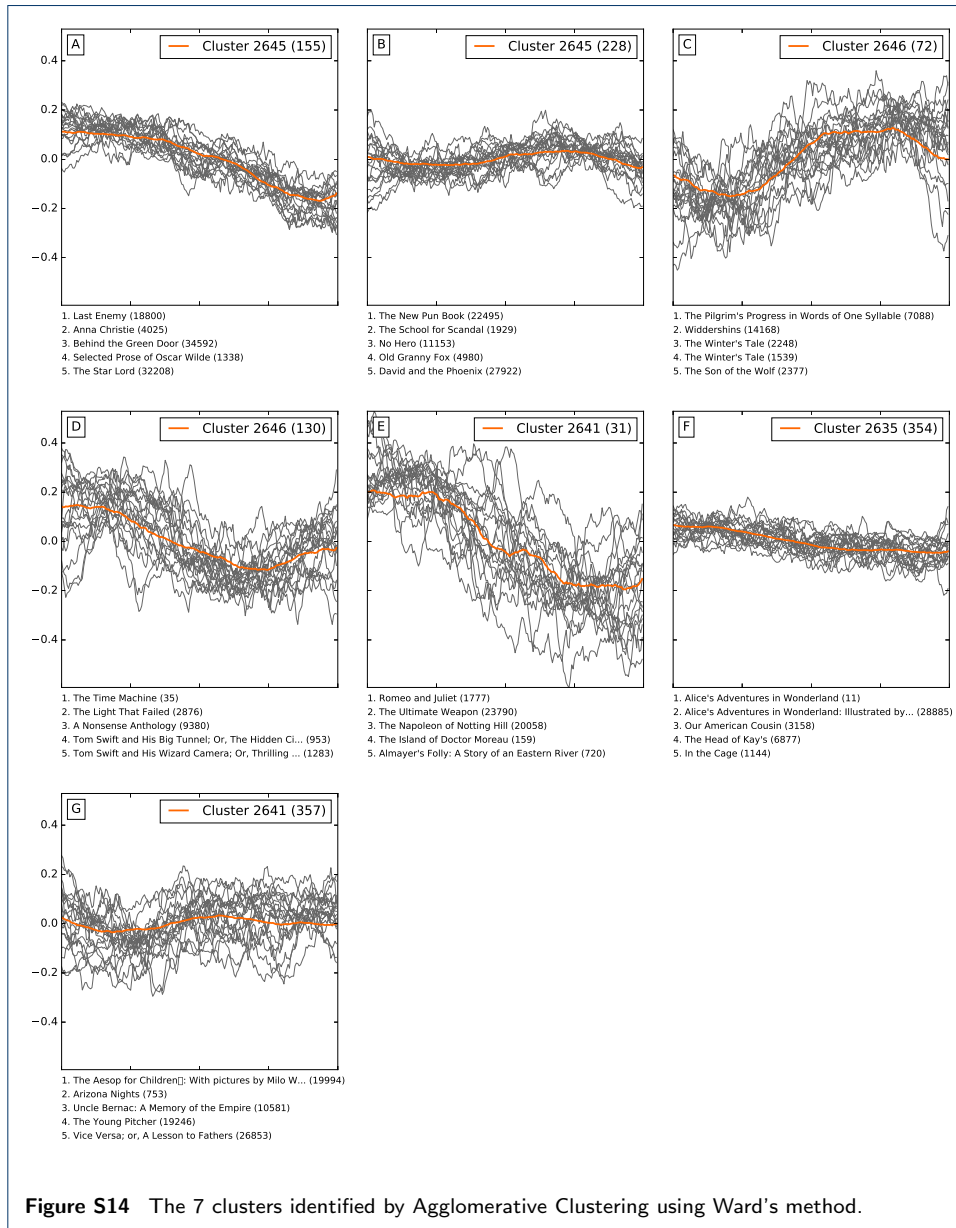 A
Cluster 2645 (155)
0.4
0.2
0.0
−0.2
−0.4
1. Last Enemy (18800)
2. Anna Christie (4025)
3. Behind the Green Door (34592)
4. Selected Prose of Oscar Wilde (1338)
5. The Star Lord (32208)
B
Cluster 2645 (228)
1. The New Pun Book (22495)
2. The School for Scandal (1929)
3. No Hero (11153)
4. Old Granny Fox (4980)
5. David and the Phoenix (27922)
C
Cluster 2646 (72)
1. The Pilgrim's Progress in Words of One Syllable (7088)
2. Widdershins (14168)
3. The Winter's Tale (2248)
4. The Winter's Tale (1539)
5. The Son of the Wolf (2377)
D
Cluster 2646 (130)
0.4
0.2
0.0
−0.2
−0.4
1. The Time Machine (35)
2. The Light That Failed (2876)
3. A Nonsense Anthology (9380)
4. Tom Swift and His Big Tunnel; Or, The Hidden Ci... (953)
5. Tom Swift and His Wizard Camera; Or, Thrilling ... (1283)
E
Cluster 2641 (31)
1. Romeo and Juliet (1777)
2. The Ultimate Weapon (23790)
3. The Napoleon of Notting Hill (20058)
4. The Island of Doctor Moreau (159)
5. Almayer's Folly: A Story of an Eastern River (720)
F
Cluster 2635 (354)
1. Alice's Adventures in Wonderland (11)
2. Alice's Adventures in Wonderland: Illustrated by... (28885)
3. Our American Cousin (3158)
4. The Head of Kay's (6877)
5. In the Cage (1144)
G
Cluster 2641 (357)
0.4
0.2
0.0
−0.2
−0.4
1. The Aesop for Children▯: With pictures by Milo W... (19994)
2. Arizona Nights (753)
3. Uncle Bernac: A Memory of the Empire (10581)
4. The Young Pitcher (19246)
5. Vice Versa; or, A Lesson to Fathers (26853)
Figure S14 The 7 clusters identified by Agglomerative Clustering using Ward's method.